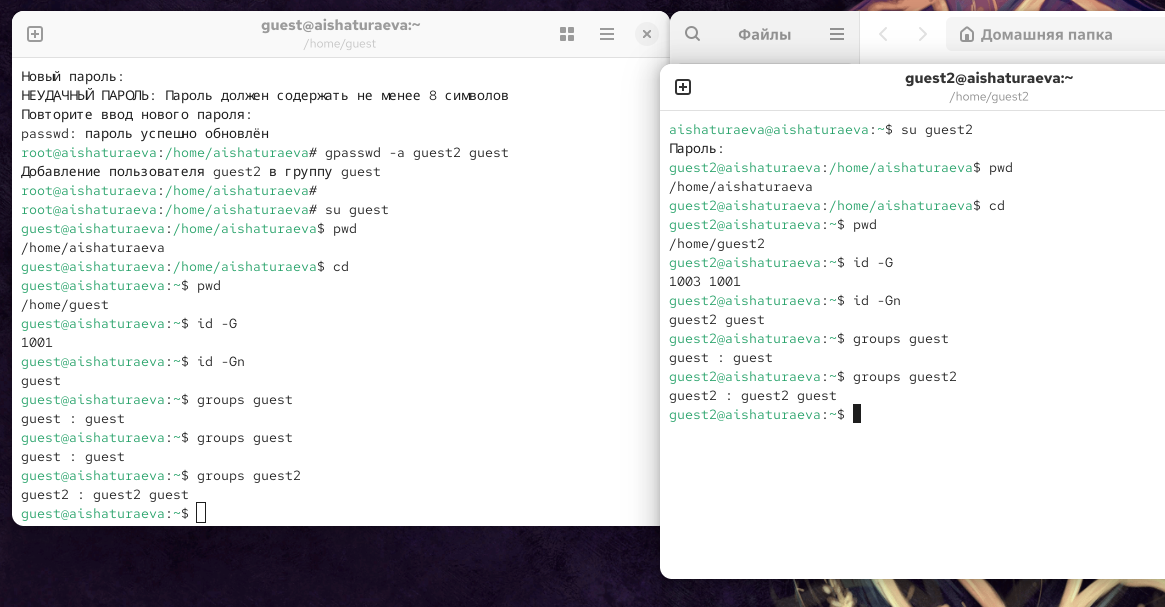 guest@aishaturaeva:~
/home/guest
Новый пароль:
НЕУДАЧНЫЙ ПАРОЛЬ: Пароль должен содержать не менее 8 символов
Повторите ввод нового пароля:
passwd: пароль успешно обновлён
root@aishaturaeva:/home/aishaturaeva# gpasswd -a guest2 guest
Добавление пользователя guest2 в группу guest
root@aishaturaeva:/home/aishaturaeva#
root@aishaturaeva:/home/aishaturaeva# su guest
guest@aishaturaeva:/home/aishaturaeva$ pwd
/home/aishaturaeva
guest@aishaturaeva:/home/aishaturaeva$ cd
guest@aishaturaeva:~$ pwd
/home/guest
guest@aishaturaeva:~$ id -G
1001
guest@aishaturaeva:~$ id -Gn
guest
guest@aishaturaeva:~$ groups guest
guest : guest
guest@aishaturaeva:~$ groups guest
guest : guest
guest@aishaturaeva:~$ groups guest2
guest2 : guest2 guest
guest@aishaturaeva:~$
Файлы
Домашняя папка
guest2@aishaturaeva:~
/home/guest2
aishaturaeva@aishaturaeva:~$ su guest2
Пароль:
guest2@aishaturaeva:/home/aishaturaeva$ pwd
/home/aishaturaeva
guest2@aishaturaeva:/home/aishaturaeva$ cd
guest2@aishaturaeva:~$ pwd
/home/guest2
guest2@aishaturaeva:~$ id -G
1003 1001
guest2@aishaturaeva:~$ id -Gn
guest2 guest
guest2@aishaturaeva:~$ groups guest
guest : guest
guest2@aishaturaeva:~$ groups guest2
guest2 : guest2 guest
guest2@aishaturaeva:~$